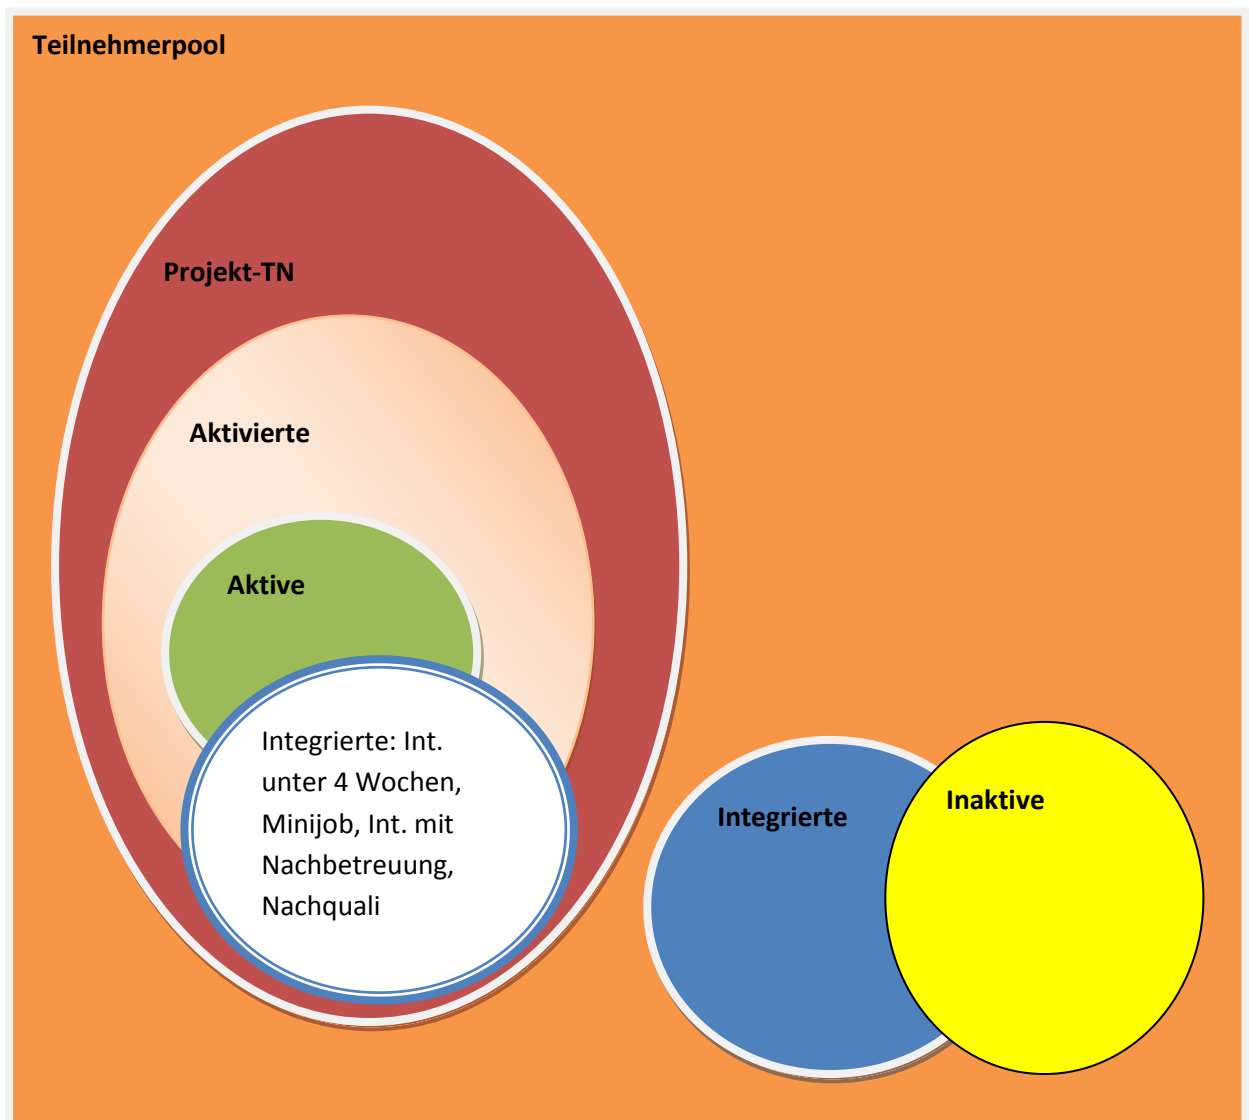 Teilnehmerpool
Projekt-TN
Aktivierte
Aktive
Integrierte: Int.
unter 4 Wochen,
Minijob, Int. mit
Nachbetreuung,
Nachquali
Integrierte
Inaktive